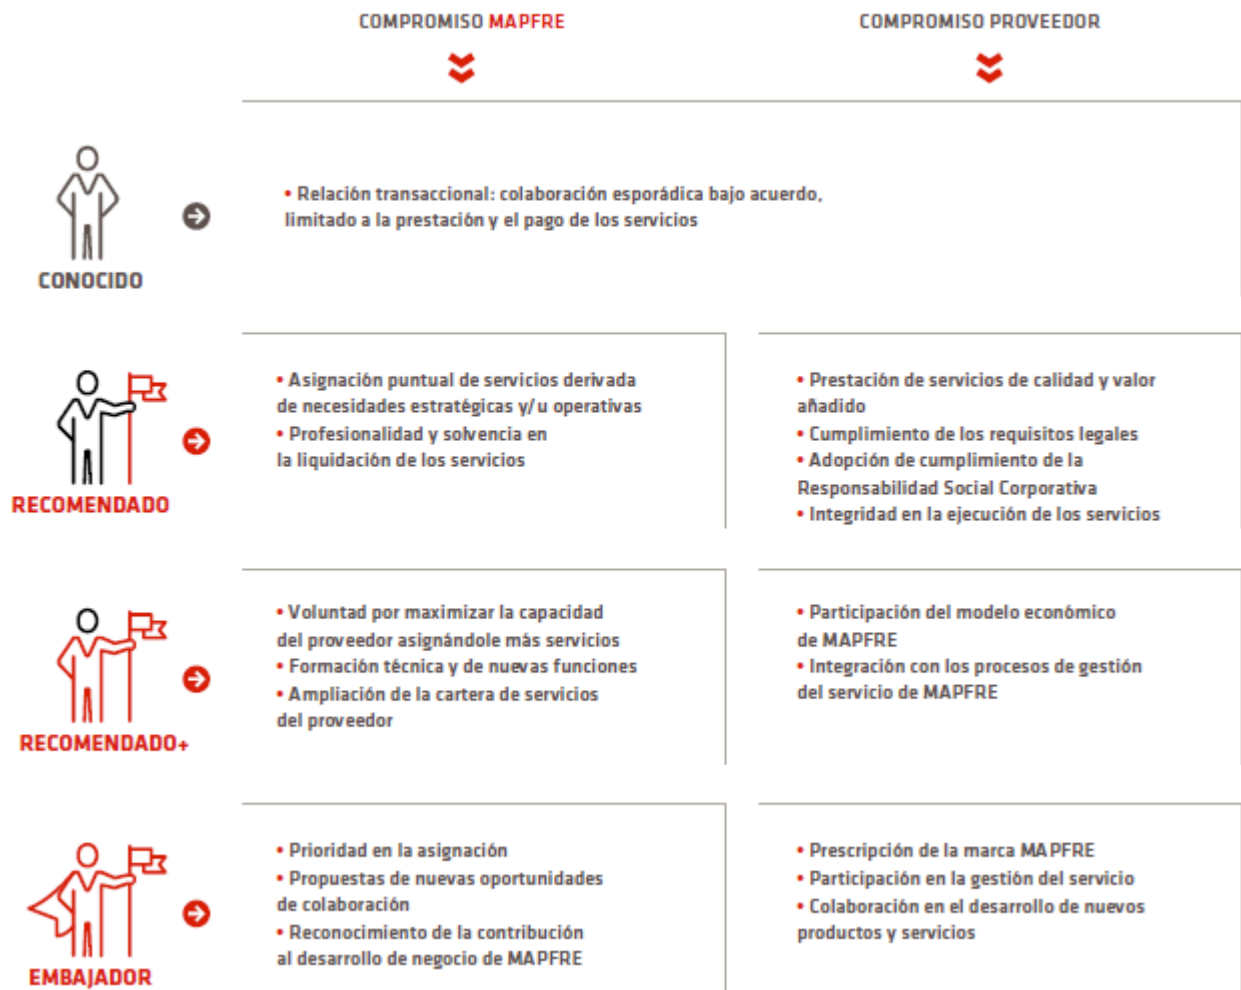 COMPROMISO MAPFRE
COMPROMISO PROVEEDOR
CONOCIDO
• Relación transaccional: colaboración esporádica bajo acuerdo,
limitado a la prestación y el pago de los servicios
RECOMENDADO
• Asignación puntual de servicios derivada
de necesidades estratégicas y/u operativas
• Profesionalidad y solvencia en
la liquidación de los servicios
• Prestación de servicios de calidad y valor
añadido
• Cumplimiento de los requisitos legales
• Adopción de cumplimiento de la
Responsabilidad Social Corporativa
• Integridad en la ejecución de los servicios
RECOMENDADO+
• Voluntad por maximizar la capacidad
del proveedor asignándole más servicios
• Formación técnica y de nuevas funciones
• Ampliación de la cartera de servicios
del proveedor
• Participación del modelo económico
de MAPFRE
• Integración con los procesos de gestión
del servicio de MAPFRE
EMBAJADOR
• Prioridad en la asignación
• Propuestas de nuevas oportunidades
de colaboración
• Reconocimiento de la contribución
al desarrollo de negocio de MAPFRE
• Prescripción de la marca MAPFRE
• Participación en la gestión del servicio
• Colaboración en el desarrollo de nuevos
productos y servicios